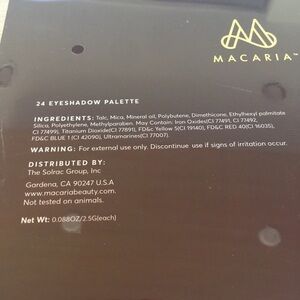 MACARIA™
24 EYESHADOW PALETTE
INGREDIENTS: Talc, Mica, Mineral oil, Polybutene, Dimethicone, Ethylhexyl palmitate
Silica, Polyethylene, Methylparaben. May Contain: Iron Oxides(CI 77491, CI 77492,
CI 77499), Titanium Dioxide(CI 77891), FD&C Yellow 5(CI 19140), FD&C RED 40(CI 16035),
FD&C BLUE 1 (CI 42090), Ultramarines(CI 77007).
WARNING: For external use only. Discontinue use if signs of irritation occur.
DISTRIBUTED BY:
The Solrac Group, Inc
Gardena, CA 90247 U.S.A
www.macariabeauty.com
Not tested on animals.
Net Wt: 0.088OZ/2.5G(each)